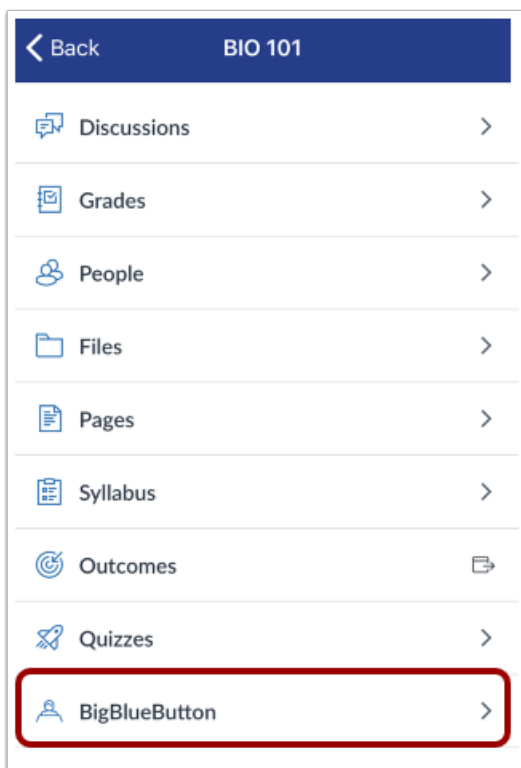 Back
BIO 101
Discussions
Grades
People
Files
Pages
Syllabus
Outcomes
Quizzes
BigBlueButton